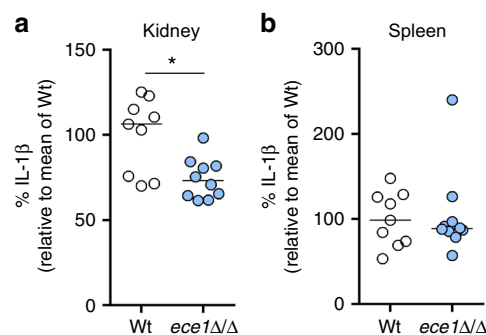 a
Kidney
% IL-1β
(relative to mean of Wt)
150
100
50
0
*
Wt
ece1Δ/Δ
b
Spleen
% IL-1β
(relative to mean of Wt)
300
200
100
0
Wt
ece1Δ/Δ